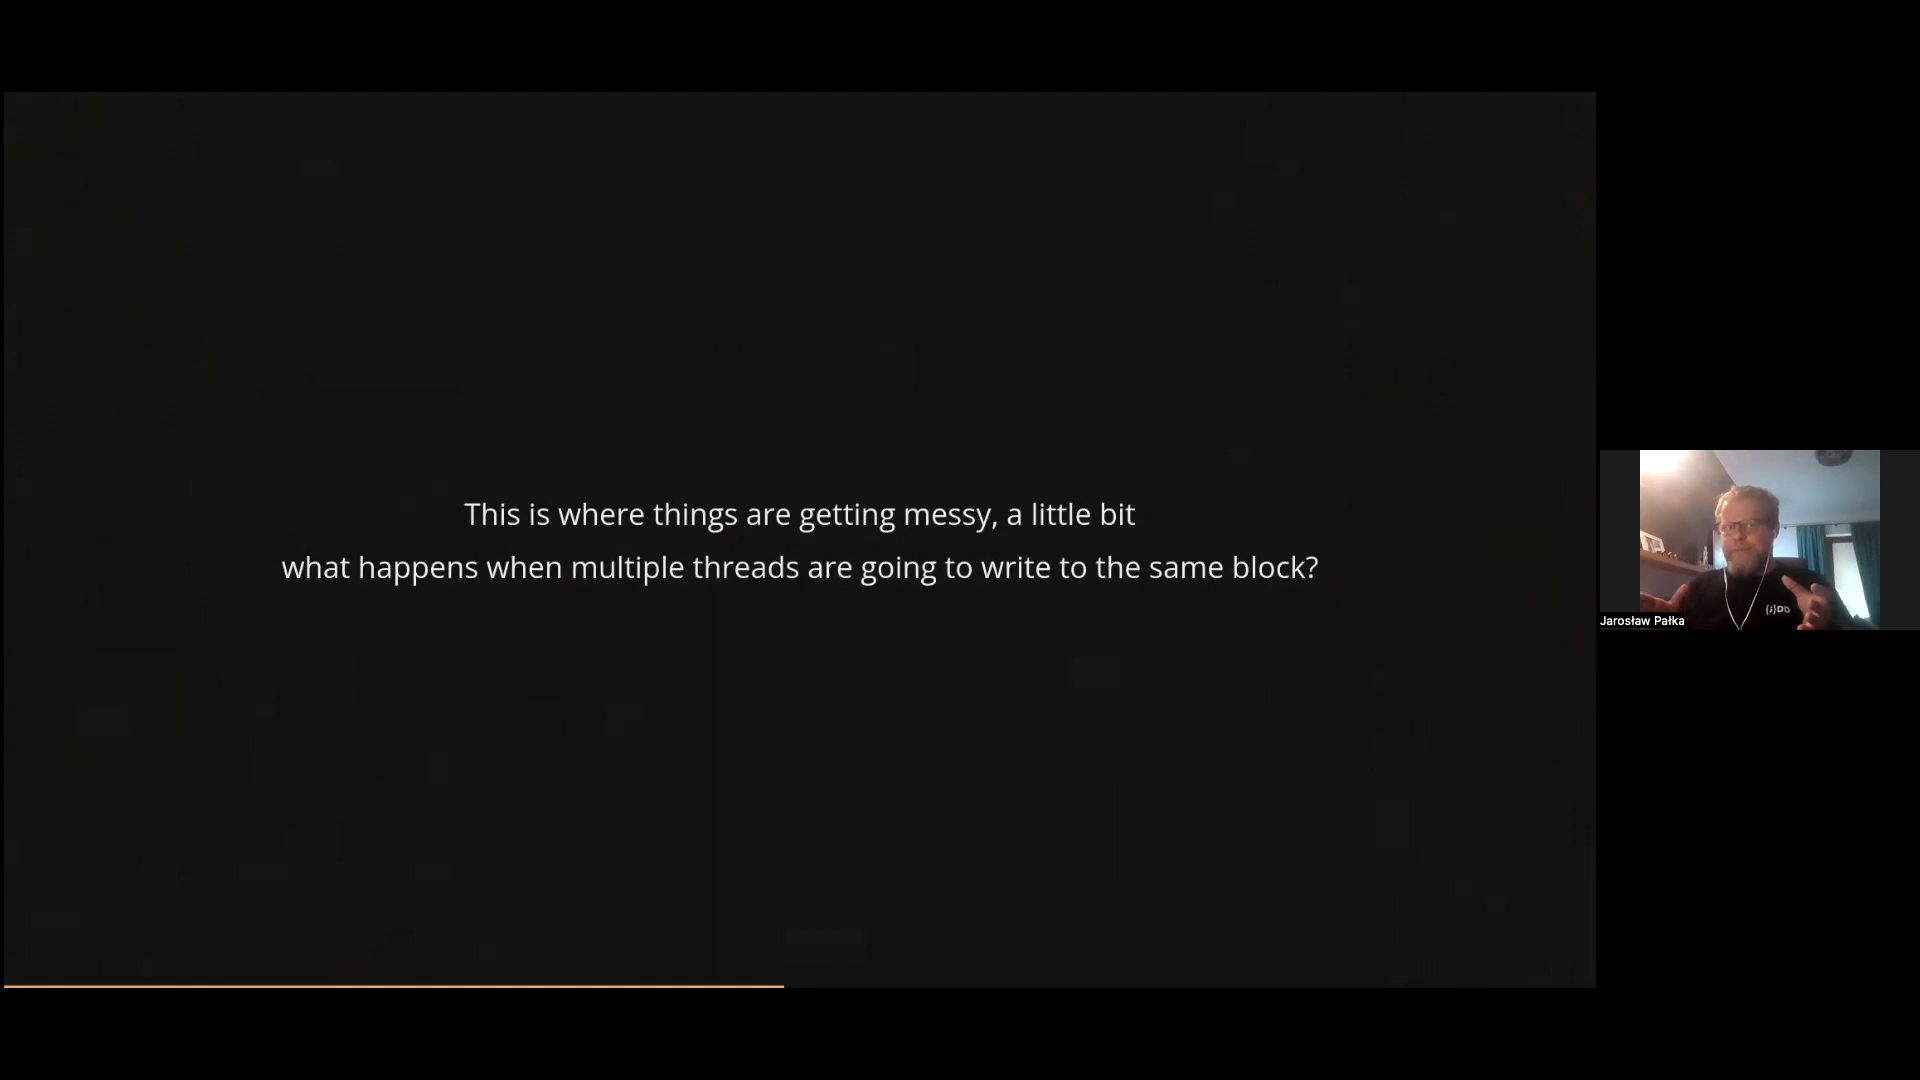 This is where things are getting messy, a little bit
what happens when multiple threads are going to write to the same block?
{j}DD
Jarosław Pałka